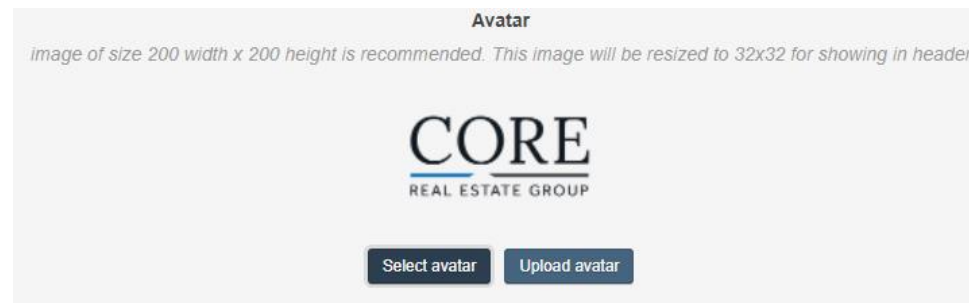 Avatar
image of size 200 width x 200 height is recommended. This image will be resized to 32x32 for showing in header
CORE
REAL ESTATE GROUP
Select avatar Upload avatar